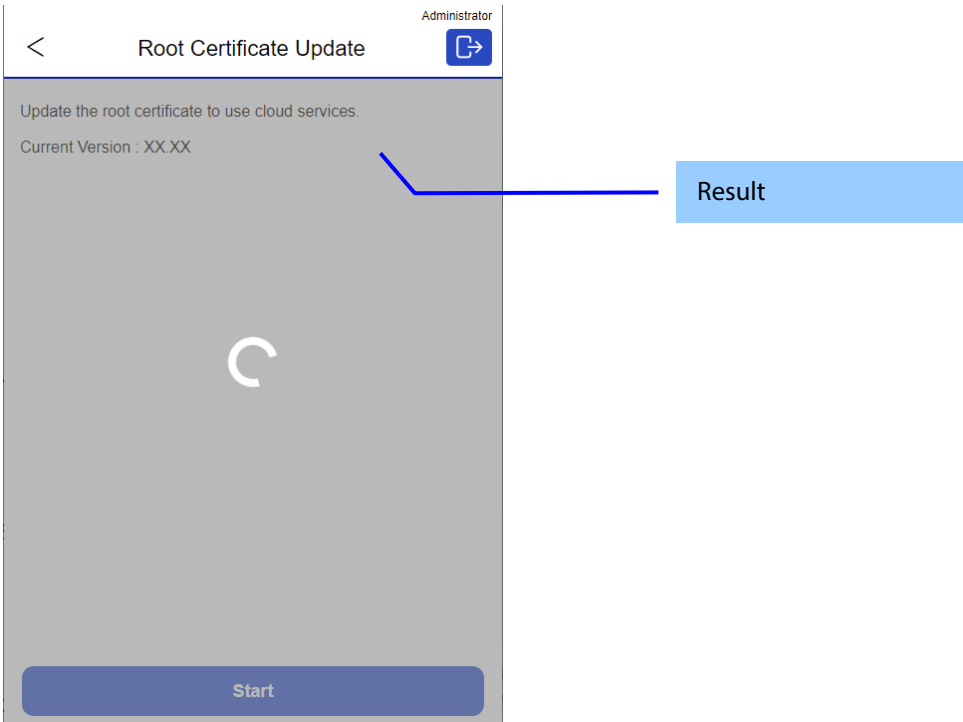 Administrator
Root Certificate Update
Update the root certificate to use cloud services.
Current Version : XX.XX
Result
Start